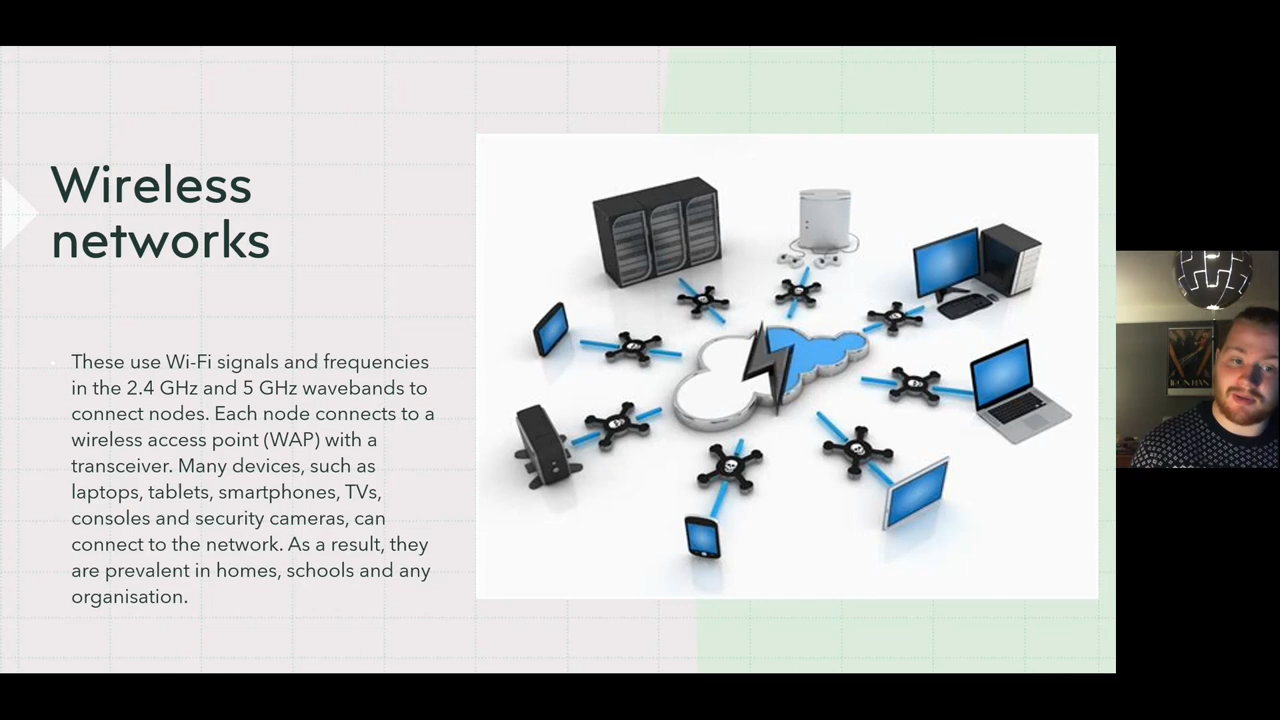 Wireless
networks
These use Wi-Fi signals and frequencies
in the 2.4 GHz and 5 GHz wavebands to
connect nodes. Each node connects to a
wireless access point (WAP) with a
transceiver. Many devices, such as
laptops, tablets, smartphones, TVs,
consoles and security cameras, can
connect to the network. As a result, they
are prevalent in homes, schools and any
organisation.
IRON MAN